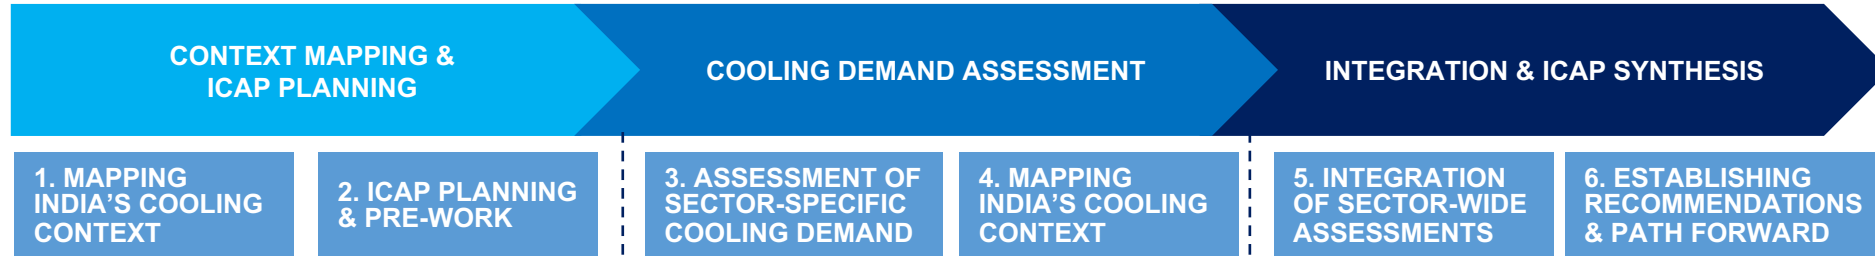 CONTEXT MAPPING &
ICAP PLANNING
COOLING DEMAND ASSESSMENT
INTEGRATION & ICAP SYNTHESIS
1. MAPPING
INDIA’S COOLING
CONTEXT
2. ICAP PLANNING
& PRE-WORK
3. ASSESSMENT OF
SECTOR-SPECIFIC
COOLING DEMAND
4. MAPPING
INDIA’S COOLING
CONTEXT
5. INTEGRATION
OF SECTOR-WIDE
ASSESSMENTS
6. ESTABLISHING
RECOMMENDATIONS
& PATH FORWARD